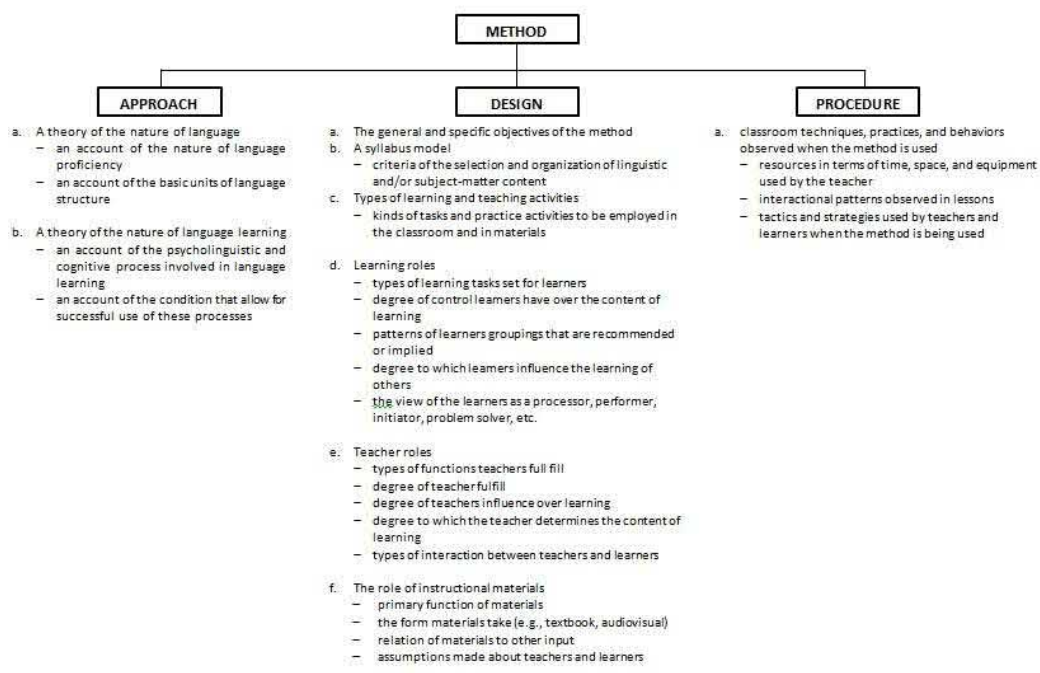 METHOD
APPROACH
a. A theory of the nature of language
– an account of the nature of language
proficiency
– an account of the basic units of language
structure
b. A theory of the nature of language learning
– an account of the psycholinguistic and
cognitive process involved in language
learning
– an account of the condition that allow for
successful use of these processes
DESIGN
a. The general and specific objectives of the method
b. A syllabus model
– criteria of the selection and organization of linguistic
and/or subject-matter content
c. Types of learning and teaching activities
– kinds of tasks and practice activities to be employed in
the classroom and in materials
d. Learning roles
– types of learning tasks set for learners
– degree of control learners have over the content of
learning
– patterns of learners groupings that are recommended
or implied
– degree to which learners influence the learning of
others
– the view of the learners as a processor, performer,
initiator, problem solver, etc.
e. Teacher roles
– types of functions teachers full fill
– degree of teacher fulfill
– degree of teachers influence over learning
– degree to which the teacher determines the content of
learning
– types of interaction between teachers and learners
f. The role of instructional materials
– primary function of materials
– the form materials take (e.g., textbook, audiovisual)
– relation of materials to other input
– assumptions made about teachers and learners
PROCEDURE
a. classroom techniques, practices, and behaviors
observed when the method is used
– resources in terms of time, space, and equipment
used by the teacher
– interactional patterns observed in lessons
– tactics and strategies used by teachers and
learners when the method is being used